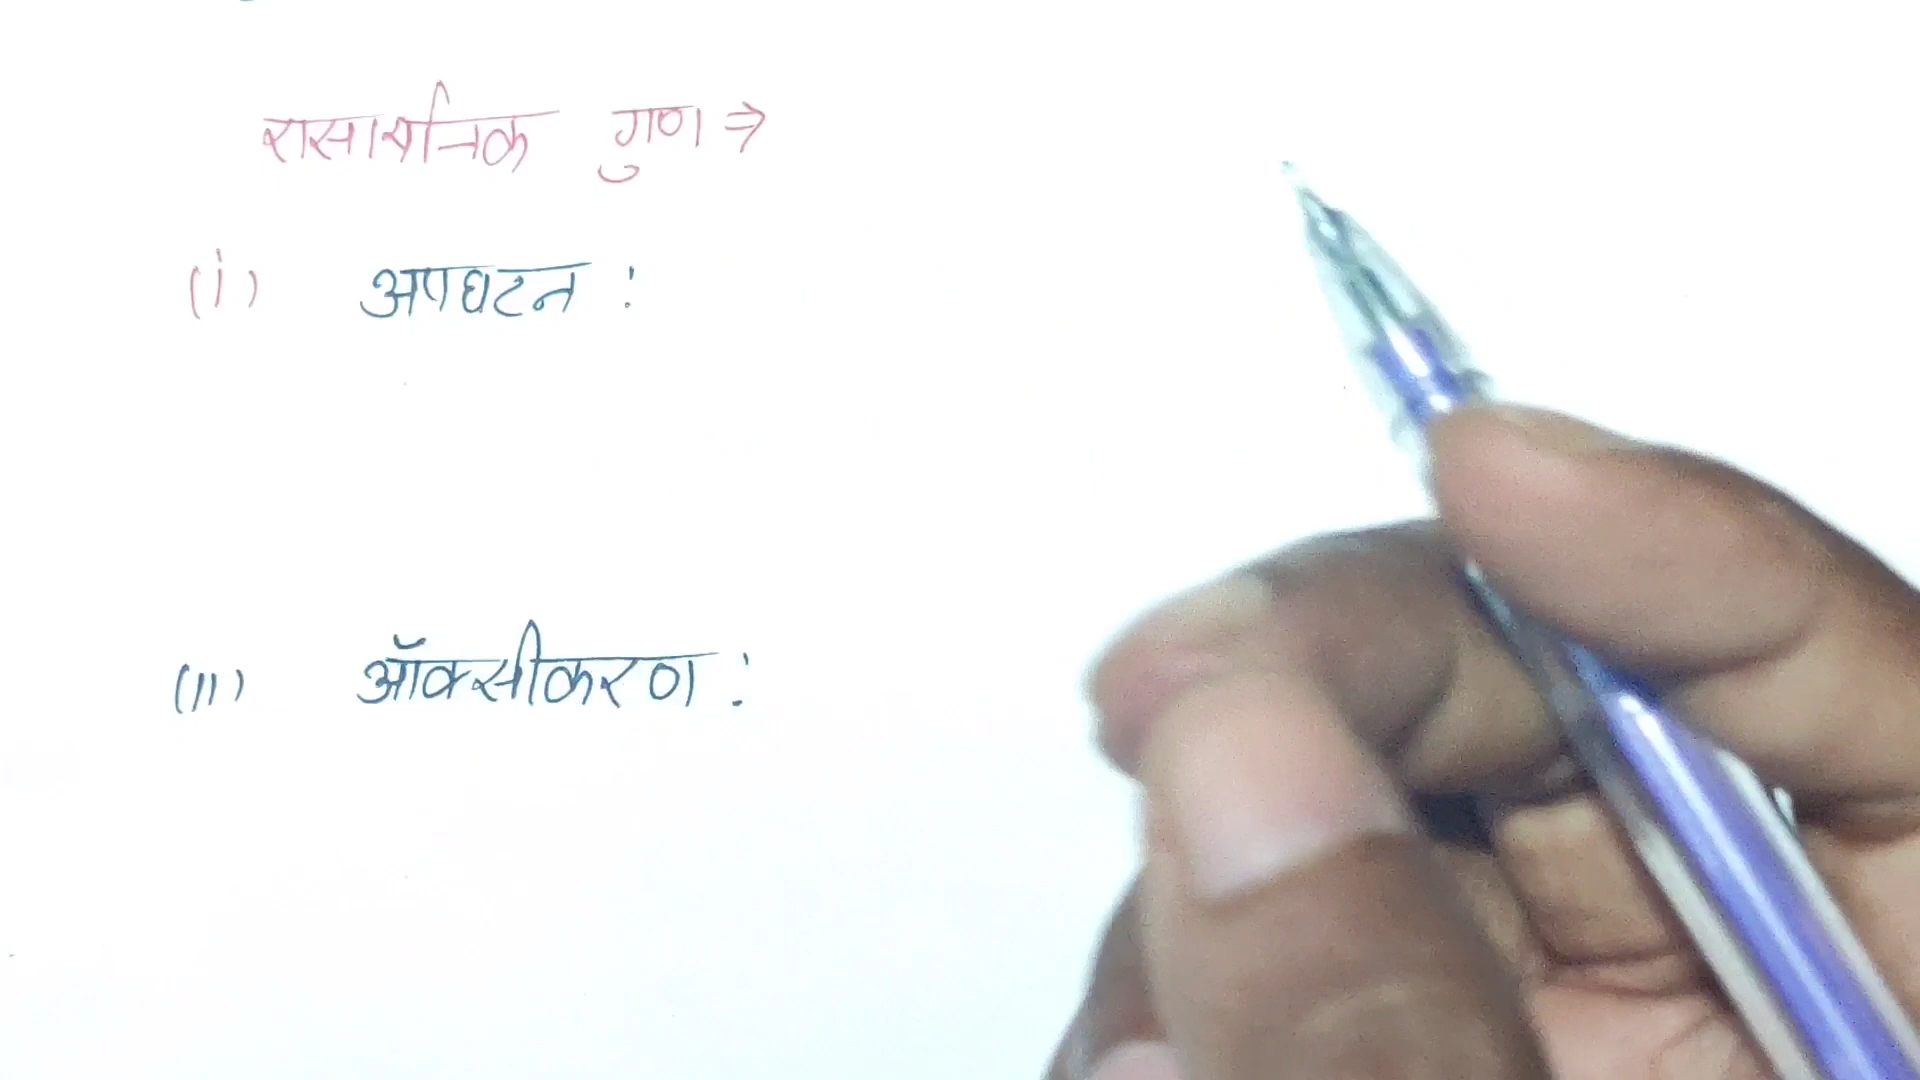 रासायनिक गुण ⇒
(i) अपघटन :
(ii) ऑक्सीकरण :